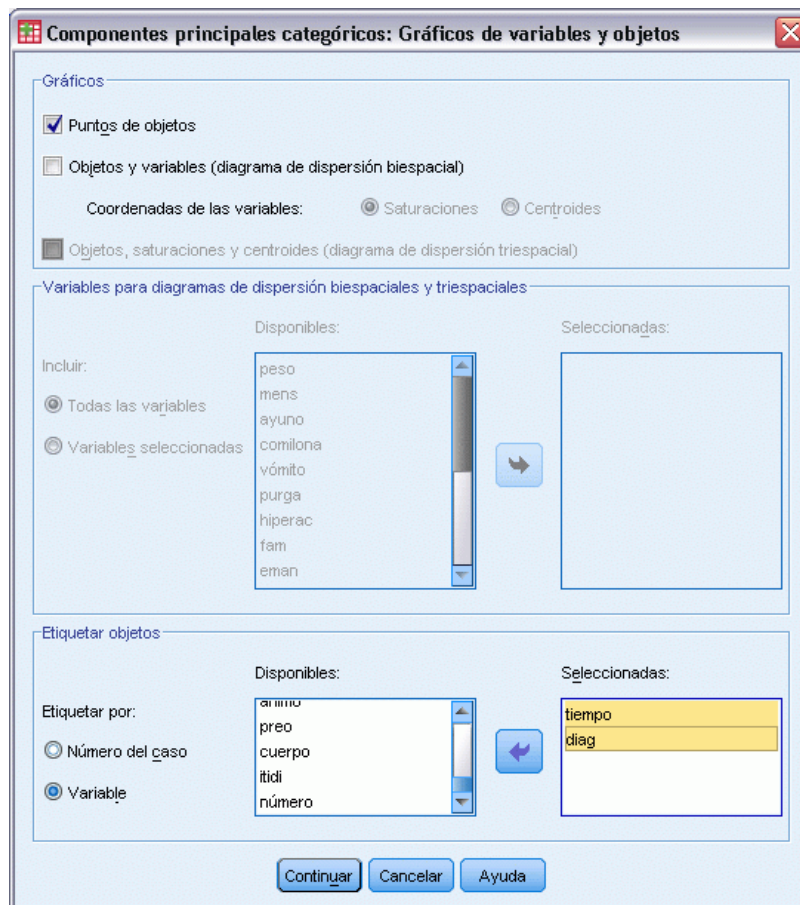 Componentes principales categóricos: Gráficos de variables y objetos
Gráficos
Puntos de objetos
Objetos y variables (diagrama de dispersión biespacial)
Coordenadas de las variables: Saturaciones Centroides
Objetos, saturaciones y centroides (diagrama de dispersión triespacial)
Variables para diagramas de dispersión biespaciales y triespaciales
Disponibles: Seleccionadas:
Incluir:
Todas las variables
Variables seleccionadas
peso
mens
ayuno
comilona
vómito
purga
hiperac
fam
eman
Etiquetar objetos
Disponibles: Seleccionadas:
Etiquetar por:
Número del caso
Variable
preo
cuerpo
itidi
número
tiempo
diag
Continuar Cancelar Ayuda